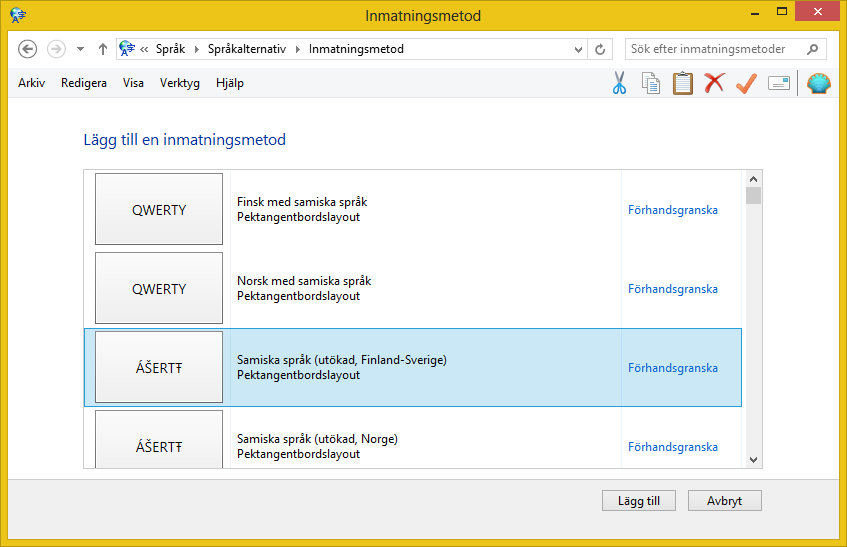 Inmatningsmetod
« Språk › Språkalternativ › Inmatningsmetod
Sök efter inmatningsmetoder
Arkiv Redigera Visa Verktyg Hjälp
Lägg till en inmatningsmetod
QWERTY
Finsk med samiska språk
Pektangentbordslayout
Förhandsgranska
QWERTY
Norsk med samiska språk
Pektangentbordslayout
Förhandsgranska
ÁŠERTŦ
Samiska språk (utökad, Finland-Sverige)
Pektangentbordslayout
Förhandsgranska
ÁŠERTŦ
Samiska språk (utökad, Norge)
Pektangentbordslayout
Förhandsgranska
Lägg till Avbryt